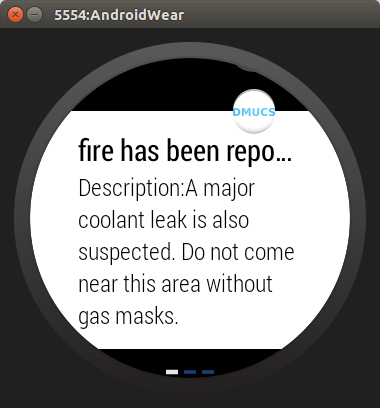 5554:AndroidWear
DMUCS
fire has been repo...
Description:A major
coolant leak is also
suspected. Do not come
near this area without
gas masks.